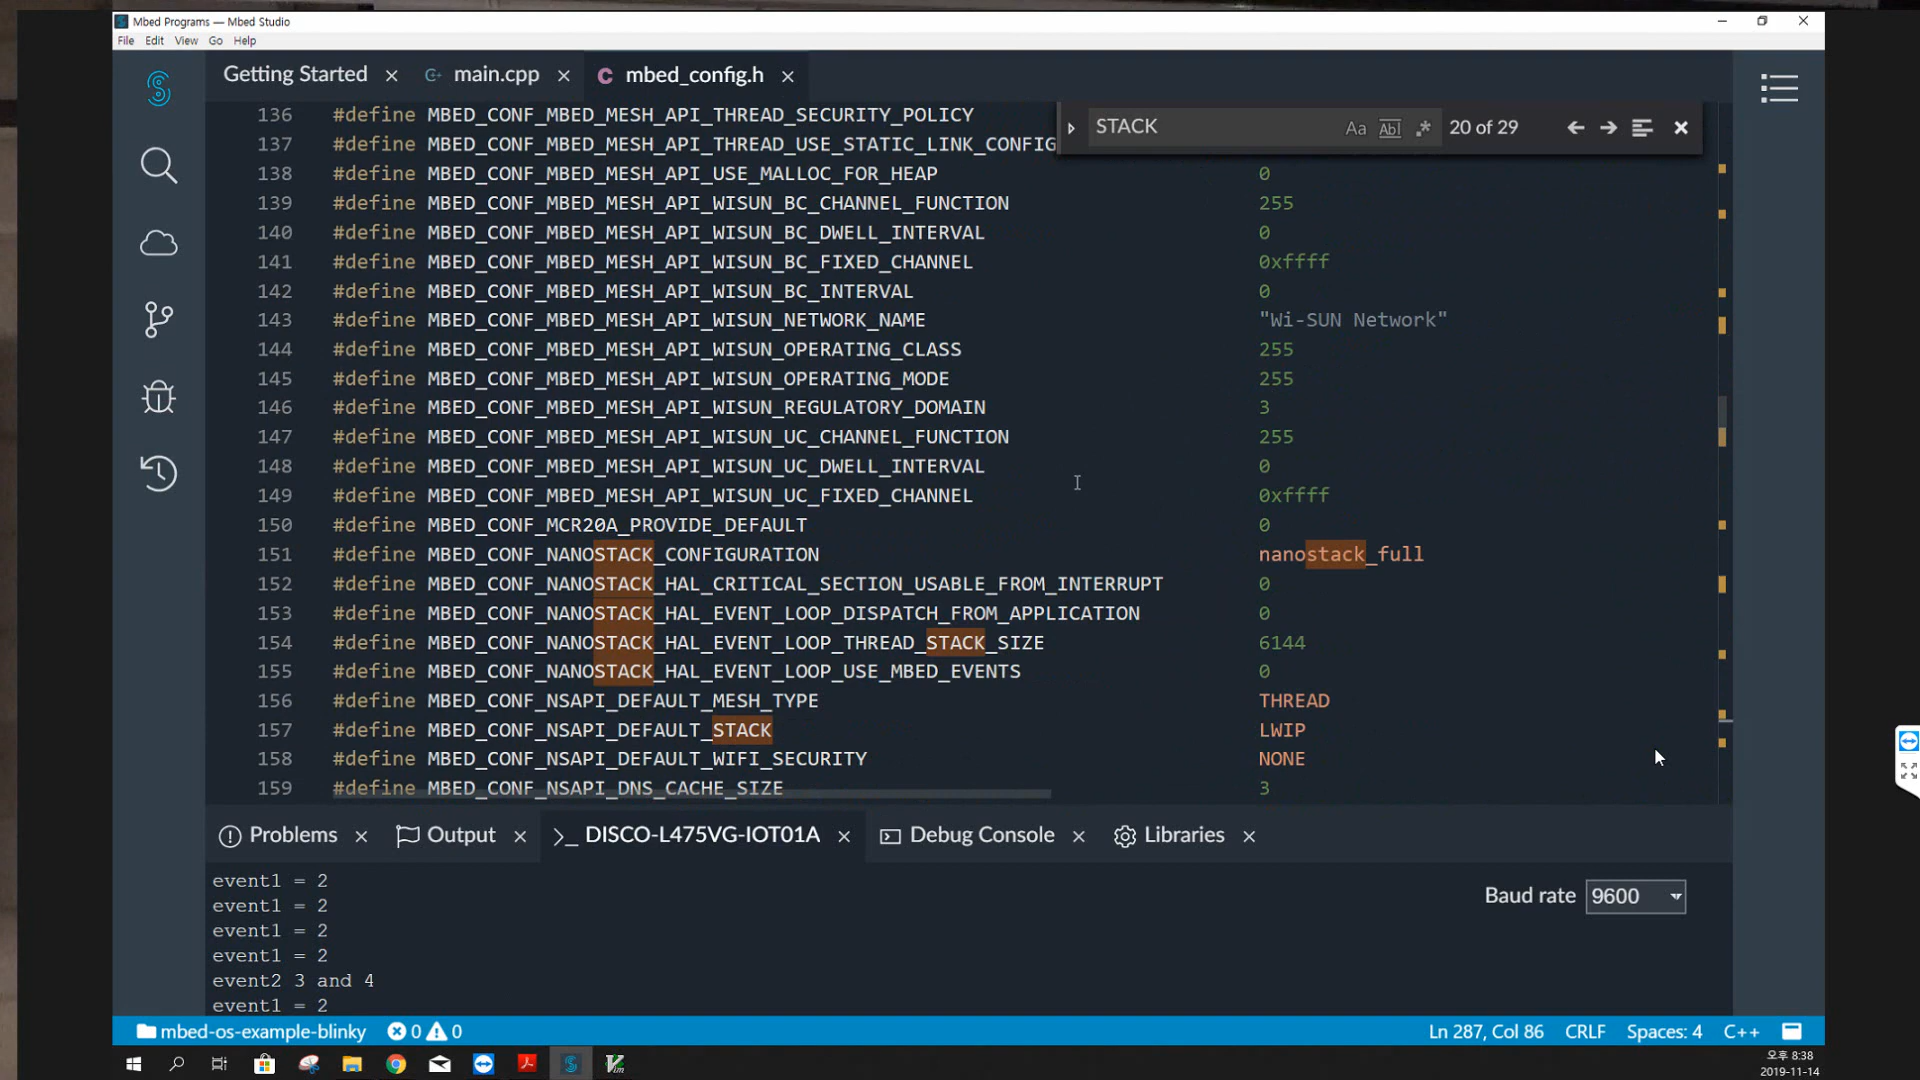 Mbed Programs — Mbed Studio
File Edit View Go Help
Getting Started × main.cpp × C mbed_config.h ×
STACK Aa Abl .* 20 of 29
136 #define MBED_CONF_MBED_MESH_API_THREAD_SECURITY_POLICY
137 #define MBED_CONF_MBED_MESH_API_THREAD_USE_STATIC_LINK_CONFIG
138 #define MBED_CONF_MBED_MESH_API_USE_MALLOC_FOR_HEAP 0
139 #define MBED_CONF_MBED_MESH_API_WISUN_BC_CHANNEL_FUNCTION 255
140 #define MBED_CONF_MBED_MESH_API_WISUN_BC_DWELL_INTERVAL 0
141 #define MBED_CONF_MBED_MESH_API_WISUN_BC_FIXED_CHANNEL 0xffff
142 #define MBED_CONF_MBED_MESH_API_WISUN_BC_INTERVAL 0
143 #define MBED_CONF_MBED_MESH_API_WISUN_NETWORK_NAME "Wi-SUN Network"
144 #define MBED_CONF_MBED_MESH_API_WISUN_OPERATING_CLASS 255
145 #define MBED_CONF_MBED_MESH_API_WISUN_OPERATING_MODE 255
146 #define MBED_CONF_MBED_MESH_API_WISUN_REGULATORY_DOMAIN 3
147 #define MBED_CONF_MBED_MESH_API_WISUN_UC_CHANNEL_FUNCTION 255
148 #define MBED_CONF_MBED_MESH_API_WISUN_UC_DWELL_INTERVAL 0
149 #define MBED_CONF_MBED_MESH_API_WISUN_UC_FIXED_CHANNEL 0xffff
150 #define MBED_CONF_MCR20A_PROVIDE_DEFAULT 0
151 #define MBED_CONF_NANOSTACK_CONFIGURATION nanostack_full
152 #define MBED_CONF_NANOSTACK_HAL_CRITICAL_SECTION_USABLE_FROM_INTERRUPT 0
153 #define MBED_CONF_NANOSTACK_HAL_EVENT_LOOP_DISPATCH_FROM_APPLICATION 0
154 #define MBED_CONF_NANOSTACK_HAL_EVENT_LOOP_THREAD_STACK_SIZE 6144
155 #define MBED_CONF_NANOSTACK_HAL_EVENT_LOOP_USE_MBED_EVENTS 0
156 #define MBED_CONF_NSAPI_DEFAULT_MESH_TYPE THREAD
157 #define MBED_CONF_NSAPI_DEFAULT_STACK LWIP
158 #define MBED_CONF_NSAPI_DEFAULT_WIFI_SECURITY NONE
159 #define MBED_CONF_NSAPI_DNS_CACHE_SIZE 3
Problems × Output × DISCO-L475VG-IOT01A × Debug Console × Libraries ×
event1 = 2
Baud rate 9600
event1 = 2
event1 = 2
event1 = 2
event2 3 and 4
event1 = 2
mbed-os-example-blinky 0 0 Ln 287, Col 86 CRLF Spaces: 4 C++
오후 8:38
2019-11-14